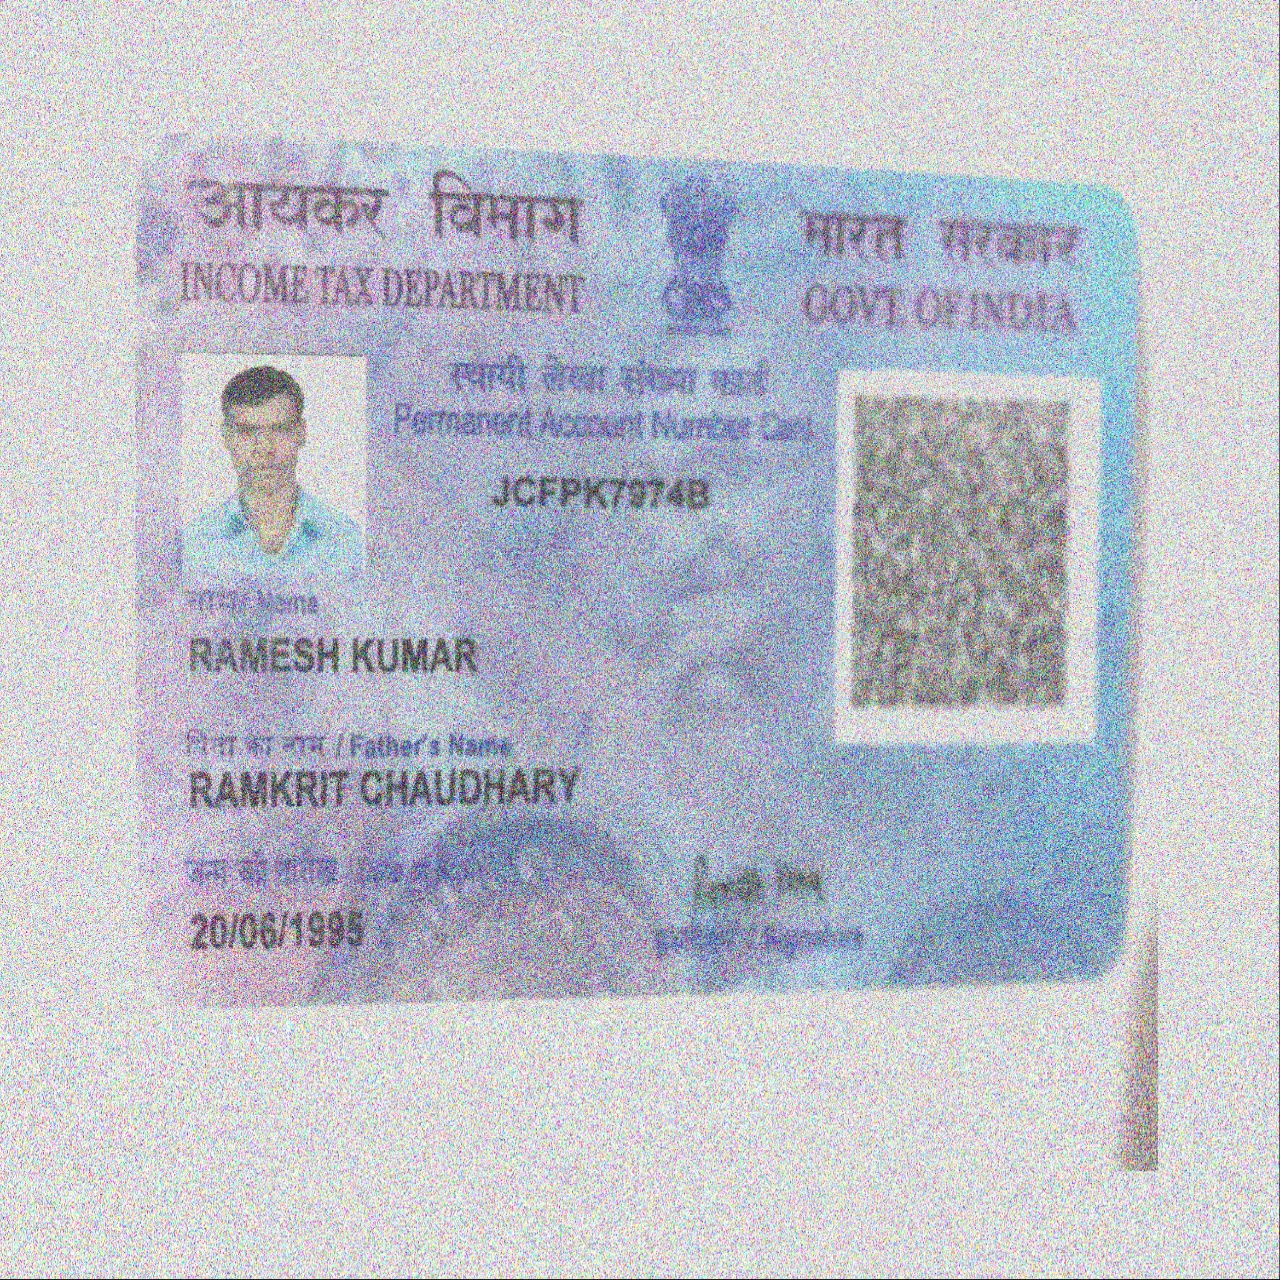 आयकर विभाग
भारत सरकार
INCOME TAX DEPARTMENT
GOVT. OF INDIA
स्थायी लेखा संख्या कार्ड
Permanent Account Number Card
JCFPK7974B
नाम / Name
RAMESH KUMAR
पिता का नाम / Father's Name
RAMKRIT CHAUDHARY
जन्म की तारीख / Date of Birth
20/06/1995
हस्ताक्षर / Signature